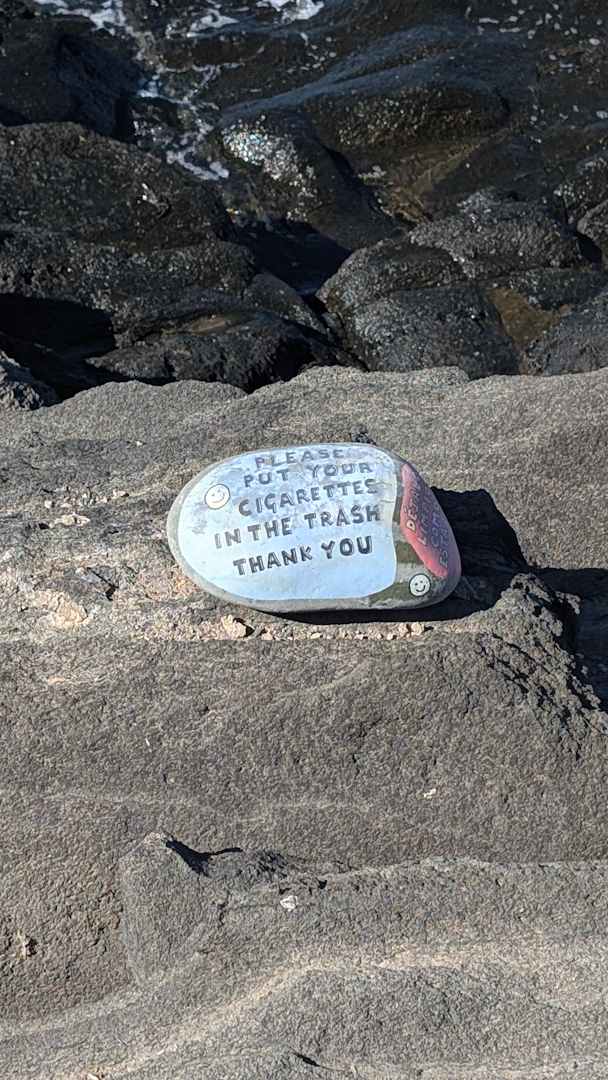 PLEASE
PUT YOUR
CIGARETTES
IN THE TRASH
THANK YOU